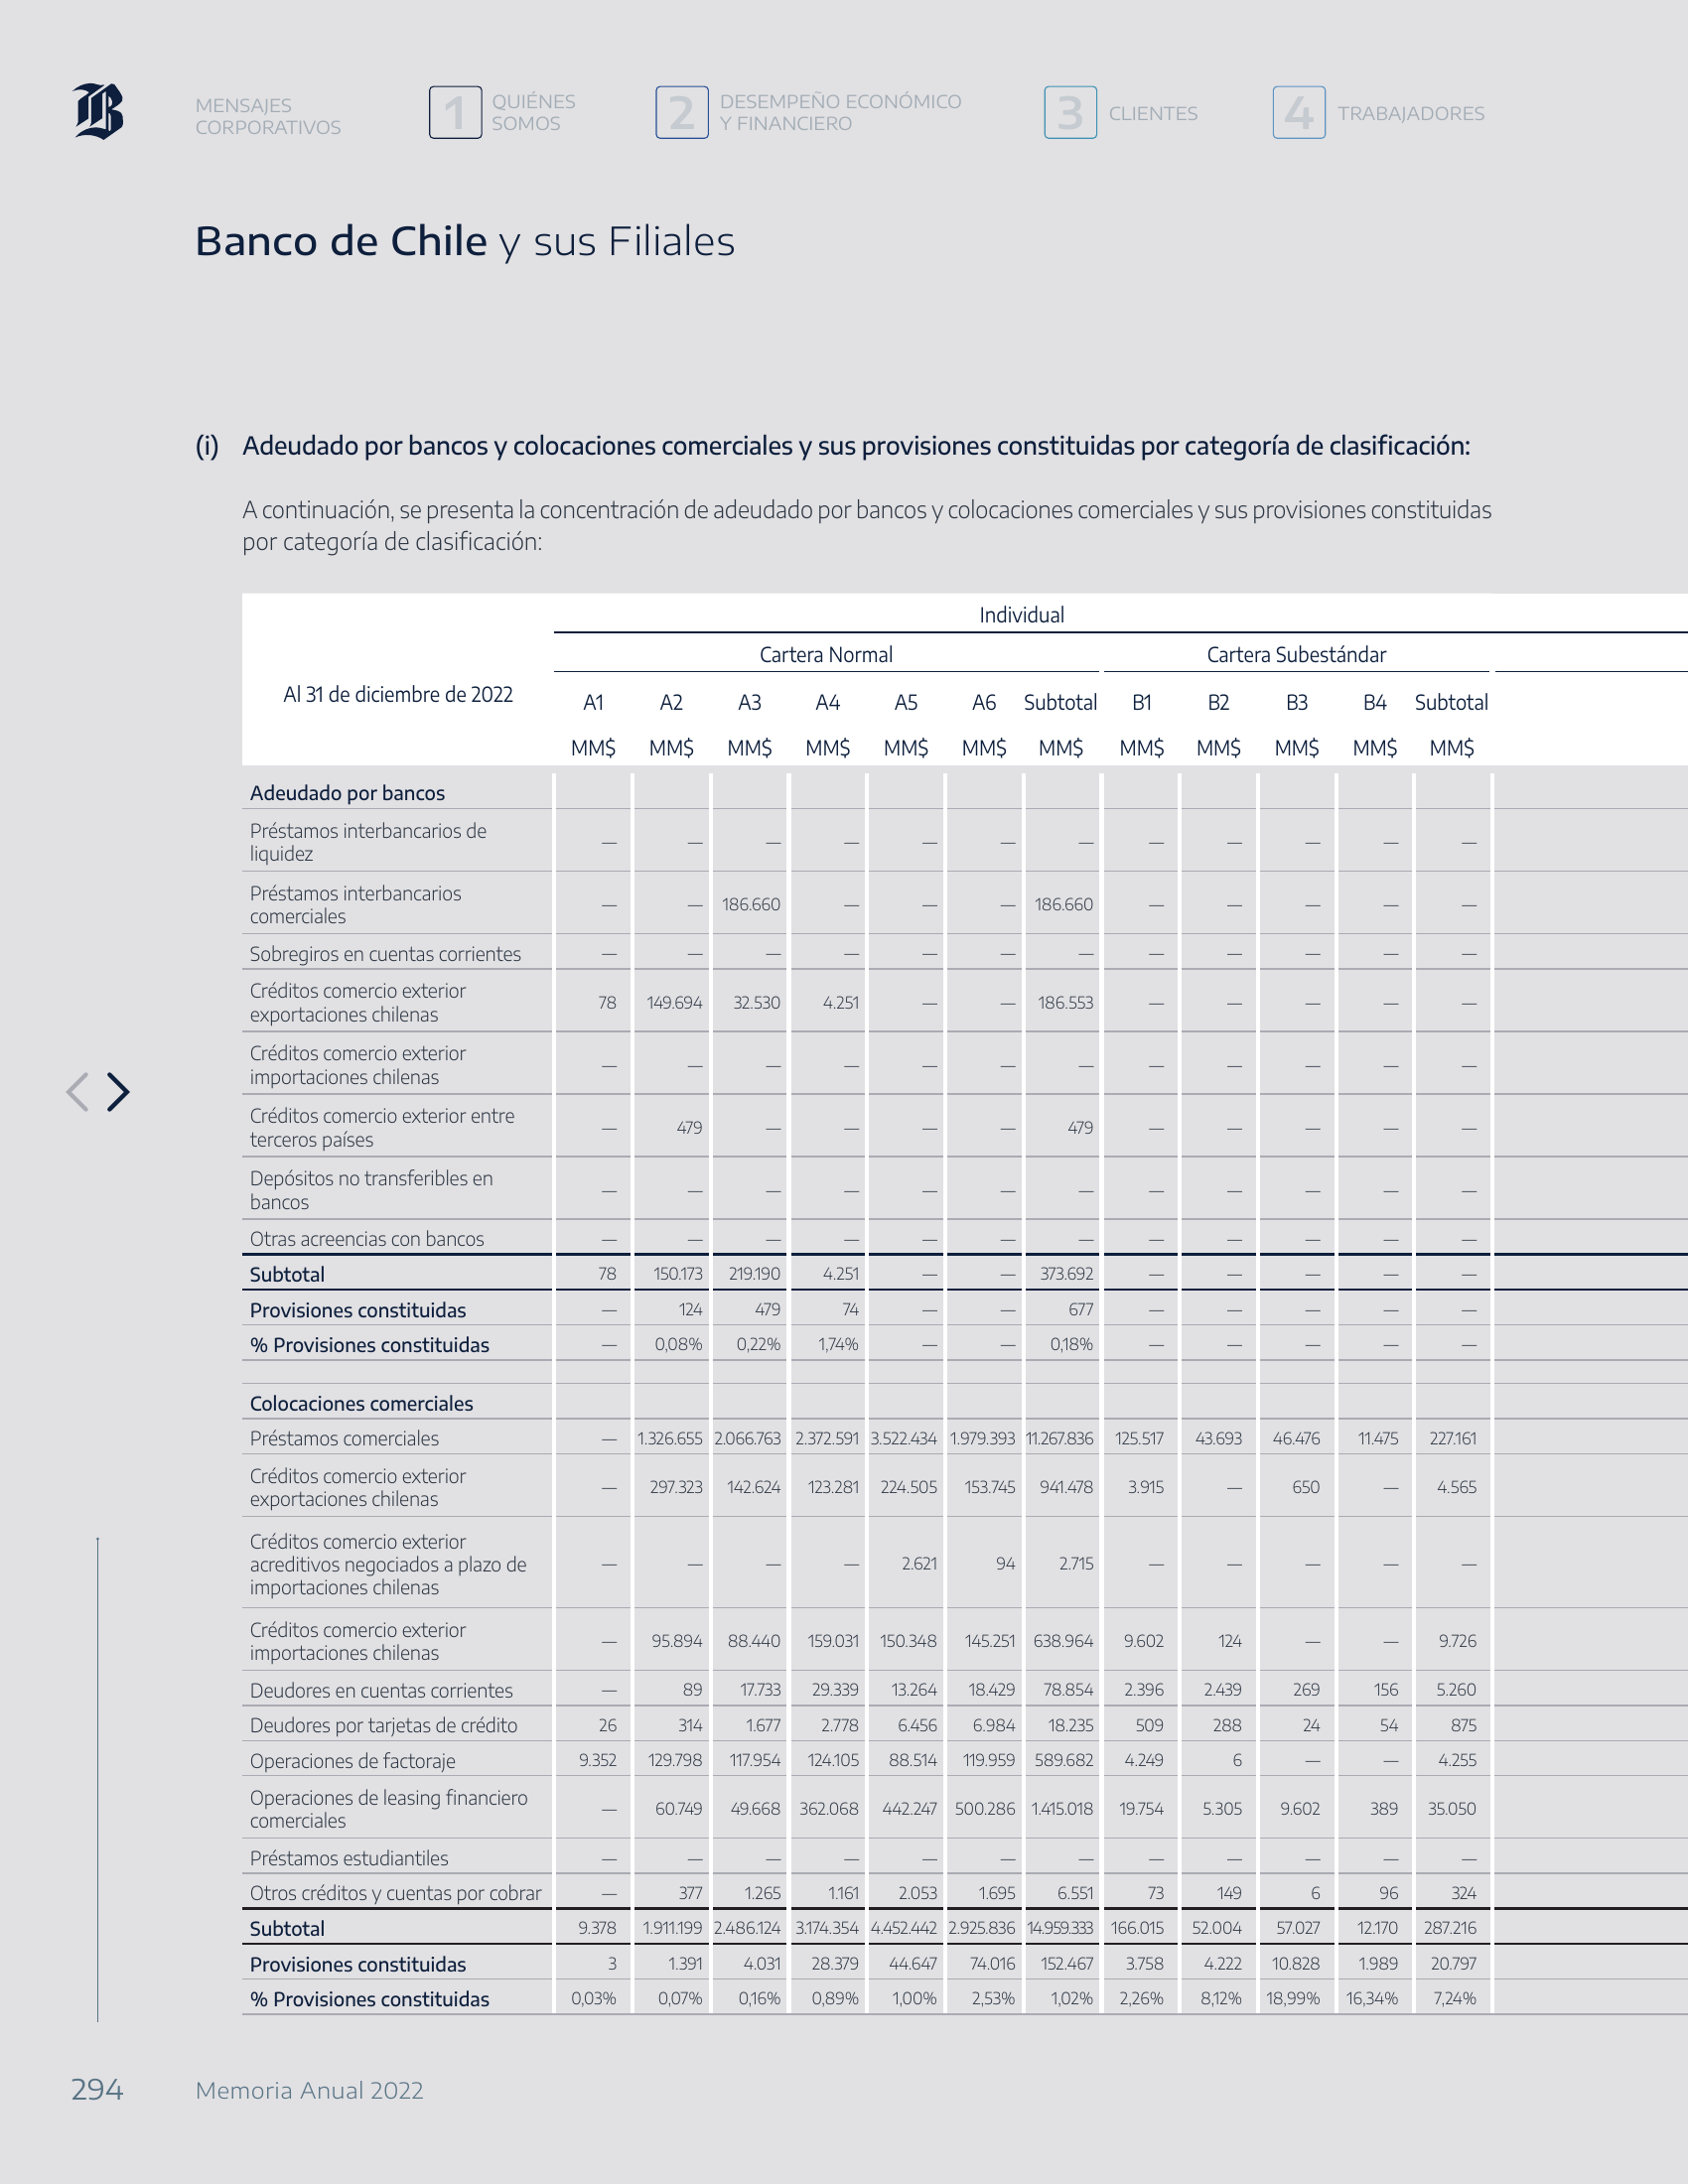 B
MENSAJES
CORPORATIVOS
1 QUIÉNES
SOMOS
2 DESEMPEÑO ECONÓMICO
Y FINANCIERO
3 CLIENTES
4 TRABAJADORES
Banco de Chile y sus Filiales
(i) Adeudado por bancos y colocaciones comerciales y sus provisiones constituidas por categoría de clasificación:
A continuación, se presenta la concentración de adeudado por bancos y colocaciones comerciales y sus provisiones constituidas
por categoría de clasificación:
Individual
Cartera Normal Cartera Subestándar
Al 31 de diciembre de 2022
A1 A2 A3 A4 A5 A6 Subtotal B1 B2 B3 B4 Subtotal
MM$ MM$ MM$ MM$ MM$ MM$ MM$ MM$ MM$ MM$ MM$ MM$
Adeudado por bancos
Préstamos interbancarios de
liquidez — — — — — — — — — — — —
Préstamos interbancarios
comerciales — — 186.660 — — — 186.660 — — — — —
Sobregiros en cuentas corrientes — — — — — — — — — — — —
Créditos comercio exterior
exportaciones chilenas 78 149.694 32.530 4.251 — — 186.553 — — — — —
Créditos comercio exterior
importaciones chilenas — — — — — — — — — — — —
Créditos comercio exterior entre
terceros países — 479 — — — — 479 — — — — —
Depósitos no transferibles en
bancos — — — — — — — — — — — —
Otras acreencias con bancos — — — — — — — — — — — —
Subtotal 78 150.173 219.190 4.251 — — 373.692 — — — — —
Provisiones constituidas — 124 479 74 — — 677 — — — — —
% Provisiones constituidas — 0,08% 0,22% 1,74% — — 0,18% — — — — —
Colocaciones comerciales
Préstamos comerciales — 1.326.655 2.066.763 2.372.591 3.522.434 1.979.393 11.267.836 125.517 43.693 46.476 11.475 227.161
Créditos comercio exterior
exportaciones chilenas — 297.323 142.624 123.281 224.505 153.745 941.478 3.915 — 650 — 4.565
Créditos comercio exterior
acreditivos negociados a plazo de
importaciones chilenas — — — — 2.621 94 2.715 — — — — —
Créditos comercio exterior
importaciones chilenas — 95.894 88.440 159.031 150.348 145.251 638.964 9.602 124 — — 9.726
Deudores en cuentas corrientes — 89 17.733 29.339 13.264 18.429 78.854 2.396 2.439 269 156 5.260
Deudores por tarjetas de crédito 26 314 1.677 2.778 6.456 6.984 18.235 509 288 24 54 875
Operaciones de factoraje 9.352 129.798 117.954 124.105 88.514 119.959 589.682 4.249 6 — — 4.255
Operaciones de leasing financiero
comerciales — 60.749 49.668 362.068 442.247 500.286 1.415.018 19.754 5.305 9.602 389 35.050
Préstamos estudiantiles — — — — — — — — — — — —
Otros créditos y cuentas por cobrar — 377 1.265 1.161 2.053 1.695 6.551 73 149 6 96 324
Subtotal 9.378 1.911.199 2.486.124 3.174.354 4.452.442 2.925.836 14.959.333 166.015 52.004 57.027 12.170 287.216
Provisiones constituidas 3 1.391 4.031 28.379 44.647 74.016 152.467 3.758 4.222 10.828 1.989 20.797
% Provisiones constituidas 0,03% 0,07% 0,16% 0,89% 1,00% 2,53% 1,02% 2,26% 8,12% 18,99% 16,34% 7,24%
294 Memoria Anual 2022